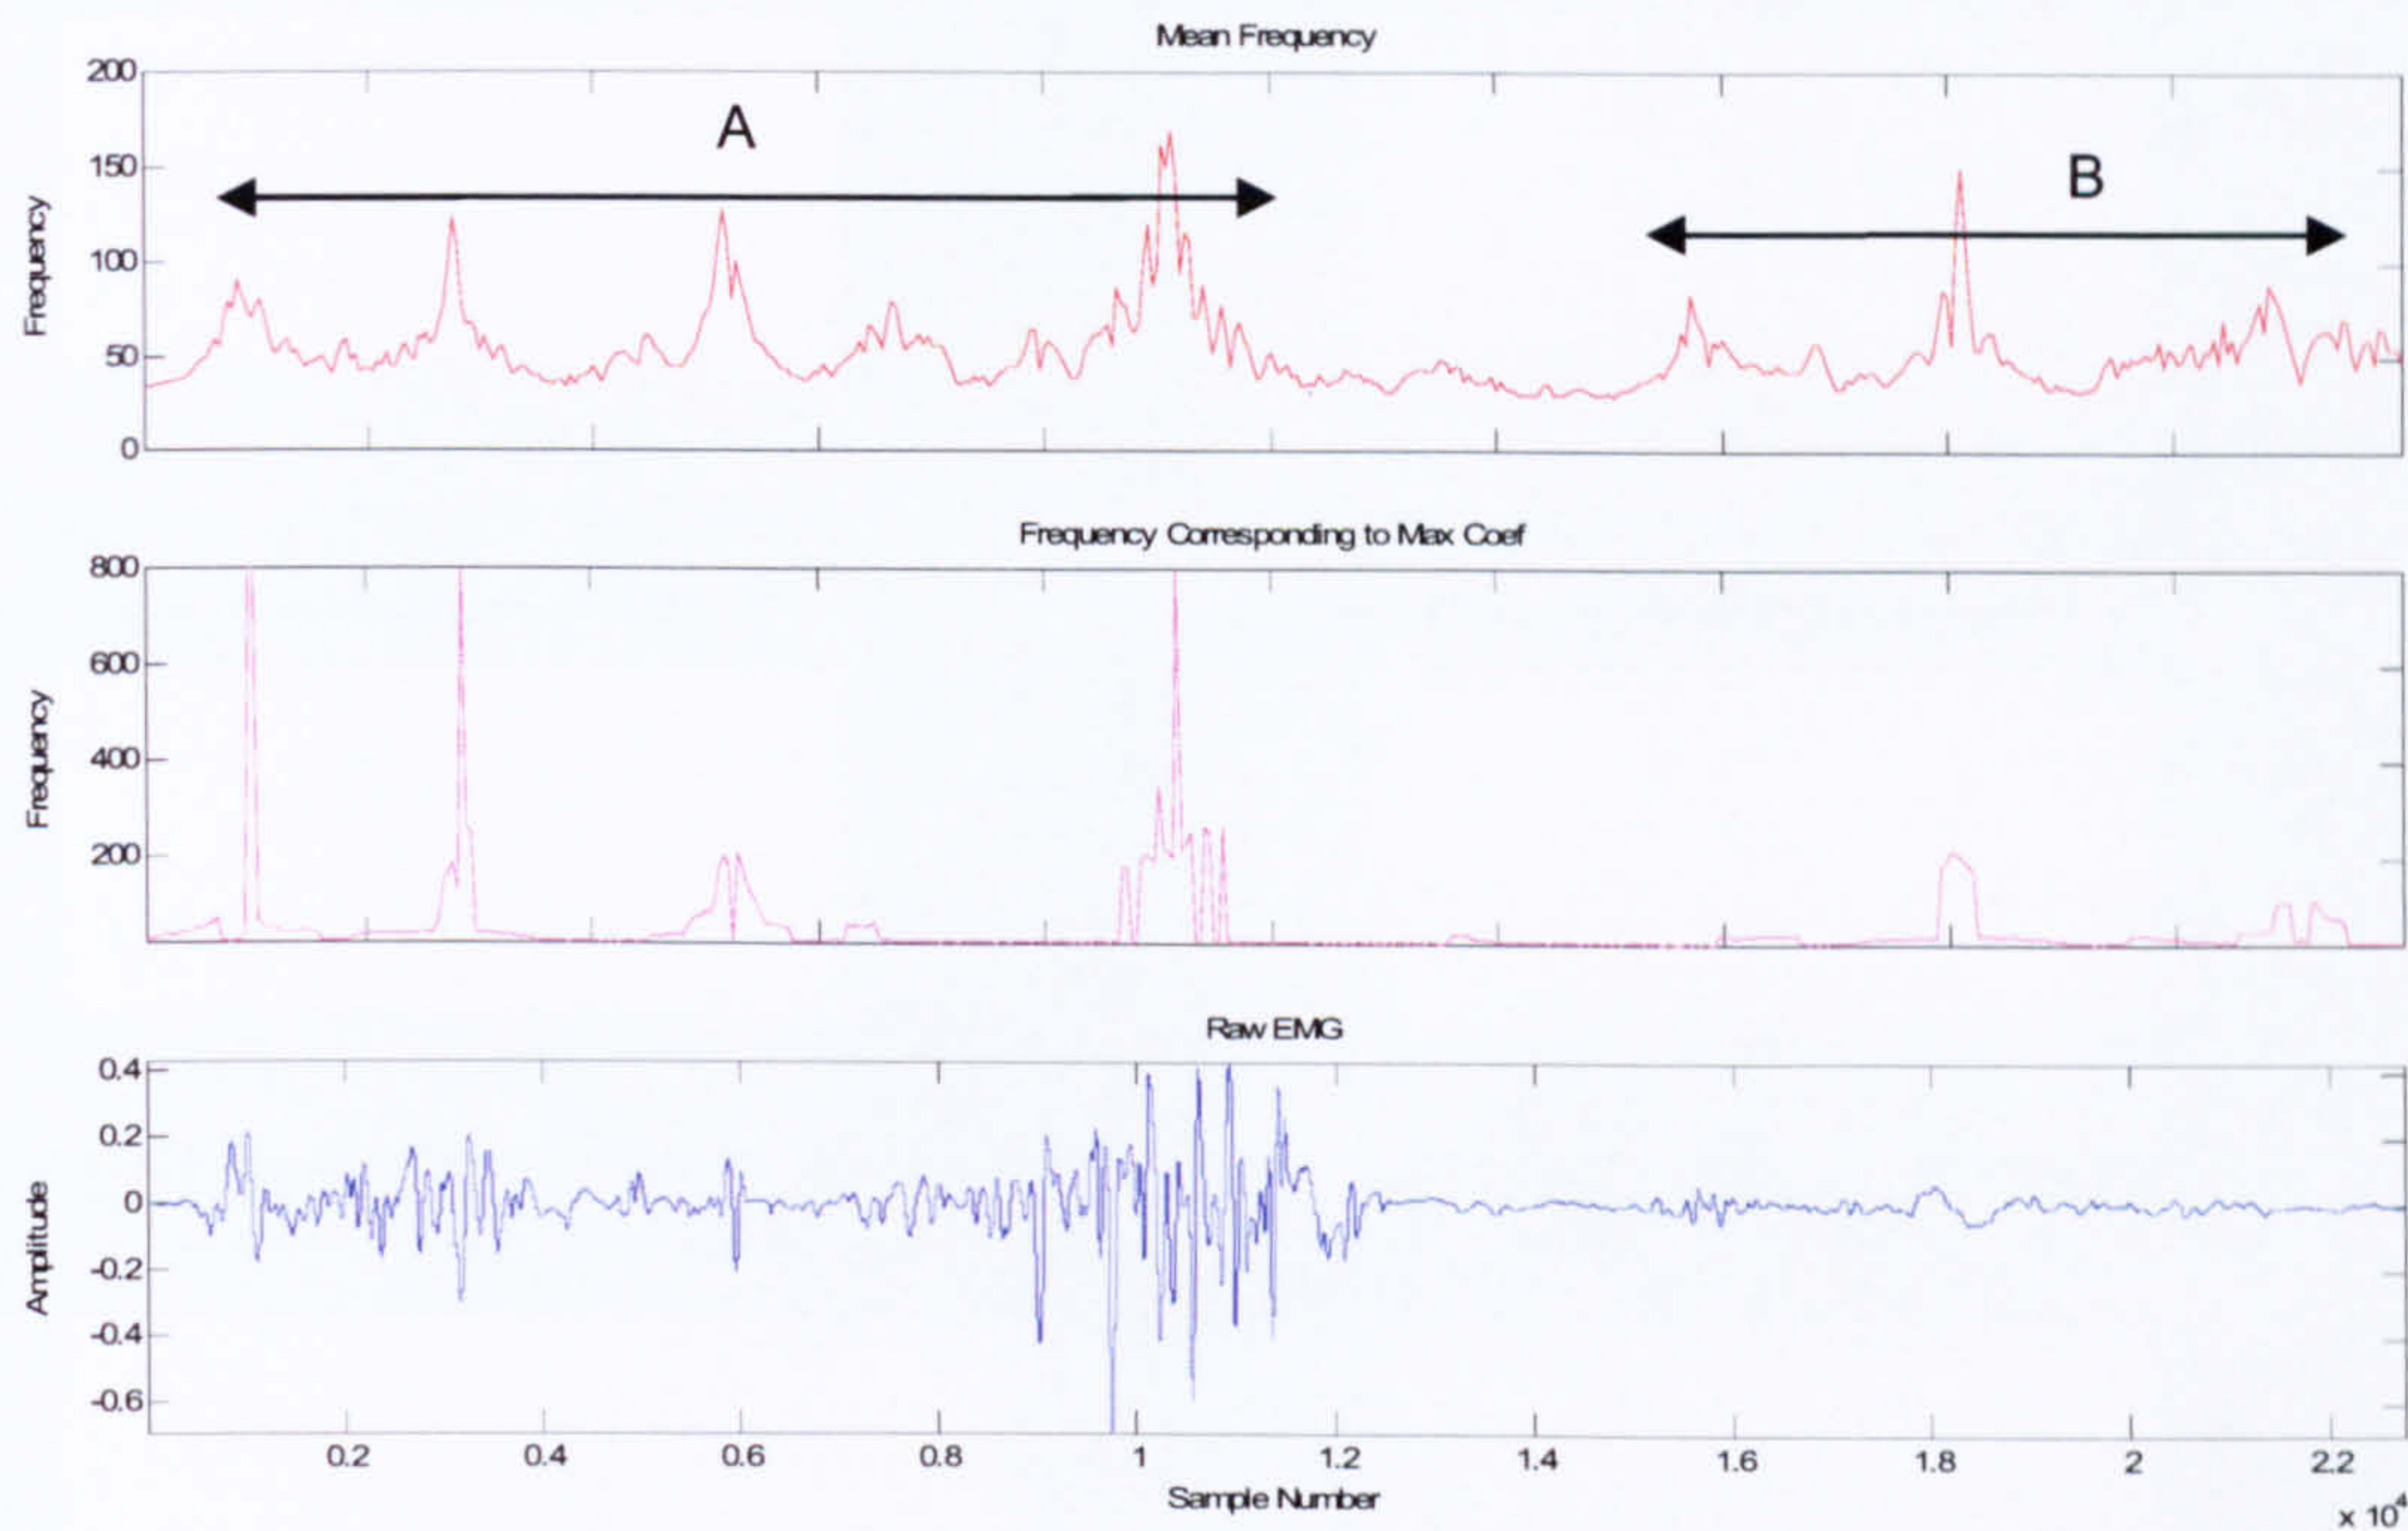 Mean Frequency
200
150
100
50
0
Frequency
A
B
Frequency Corresponding to Max Coef
800
600
400
200
Frequency
Raw EMG
0.4
0.2
0
-0.2
-0.4
-0.6
Amplitude
0.2 0.4 0.6 0.8 1 1.2 1.4 1.6 1.8 2 2.2
Sample Number
x 10⁴